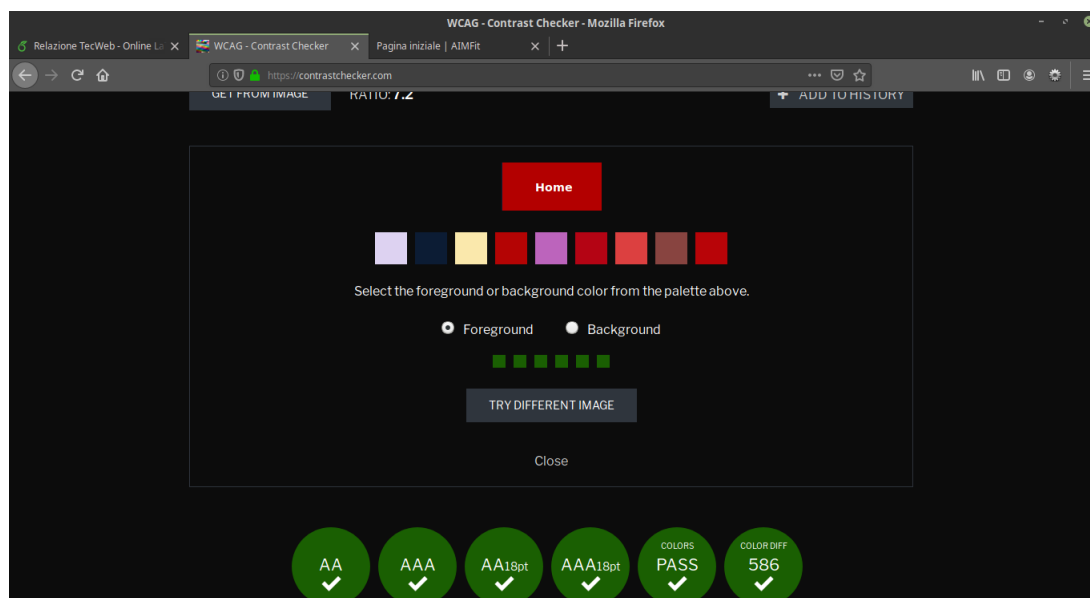 WCAG - Contrast Checker - Mozilla Firefox
Relazione TecWeb - Online La
WCAG - Contrast Checker
Pagina iniziale | AIMFit
https://contrastchecker.com
GET FROM IMAGE
RATIO: 7.2
ADD TO HISTORY
Home
Select the foreground or background color from the palette above.
Foreground
Background
TRY DIFFERENT IMAGE
Close
AA
AAA
AA18pt
AAA18pt
COLORS
PASS
COLOR DIFF
586